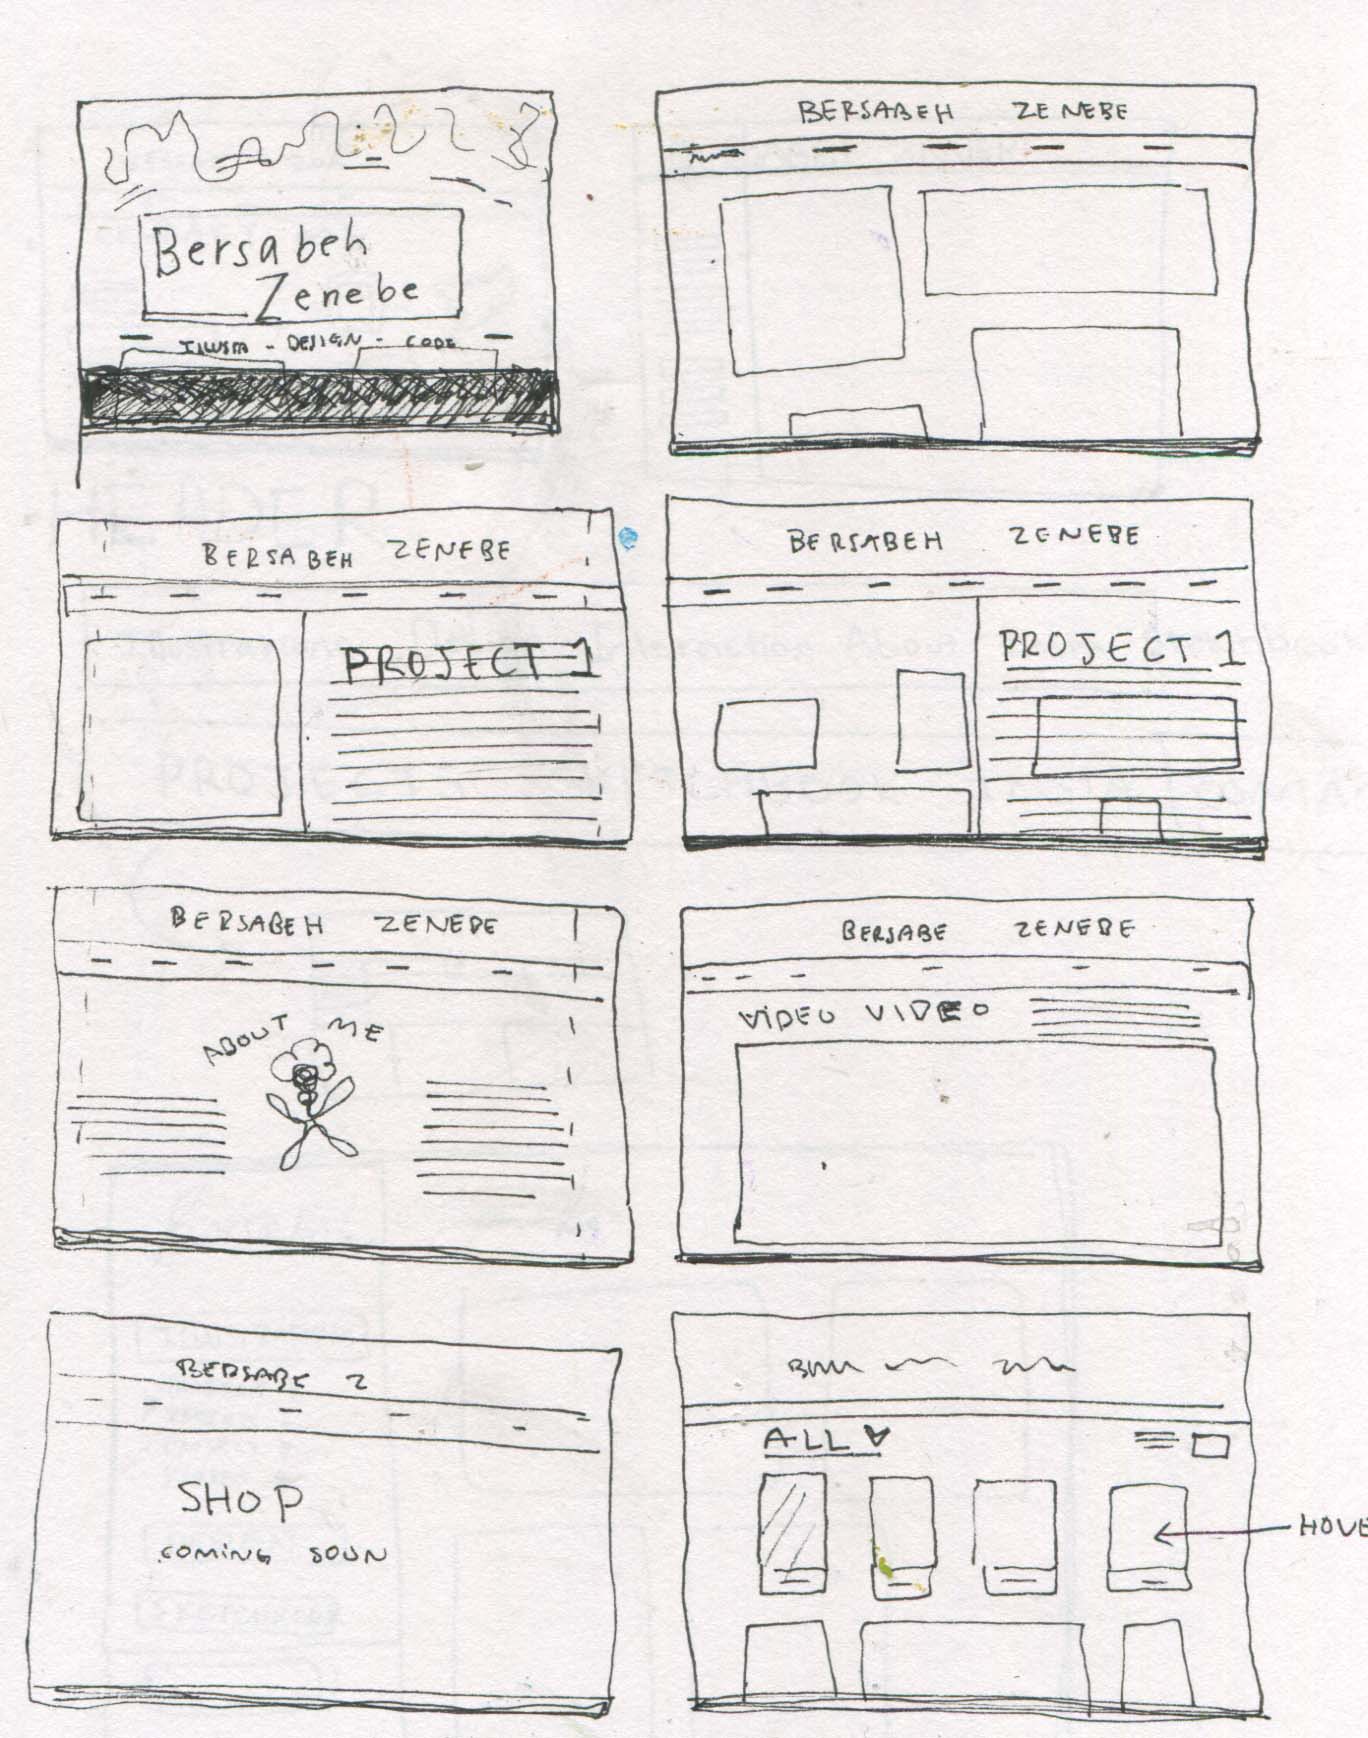 Bersabeh
Zenebe
ILLUSTR - DESIGN - CODE
BERSABEH ZENEBE
BERSABEH ZENEBE
PROJECT 1
BERSABEH ZENEBE
PROJECT 1
BERSABEH ZENEBE
ABOUT ME
BERSABE ZENEBE
VIDEO VIDEO
BERSABE Z
SHOP
COMING SOON
ALL
HOVE